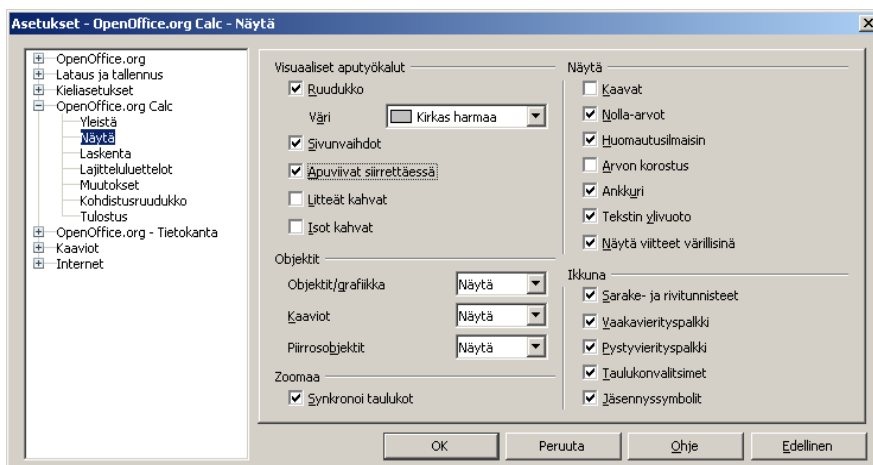 Asetukset - OpenOffice.org Calc - Näytä
OpenOffice.org
Lataus ja tallennus
Kieliasetukset
OpenOffice.org Calc
Yleistä
Näytä
Laskenta
Lajitteluluettelot
Muutokset
Kohdistusruudukko
Tulostus
OpenOffice.org - Tietokanta
Kaaviot
Internet
Visuaaliset aputyökalut
Ruudukko
Väri
Kirkas harmaa
Sivunvaihdot
Apuviivat siirrettäessä
Litteät kahvat
Isot kahvat
Objektit
Objektit/grafiikka
Näytä
Kaaviot
Näytä
Piirrosobjektit
Näytä
Zoomaa
Synkronoi taulukot
Näytä
Kaavat
Nolla-arvot
Huomautusilmaisin
Arvon korostus
Ankkuri
Tekstin ylivuoto
Näytä viitteet värillisinä
Ikkuna
Sarake- ja rivitunnisteet
Vaakavierityspalkki
Pystyvierityspalkki
Taulukonvalitsimet
Jäsennyssymbolit
OK
Peruuta
Ohje
Edellinen